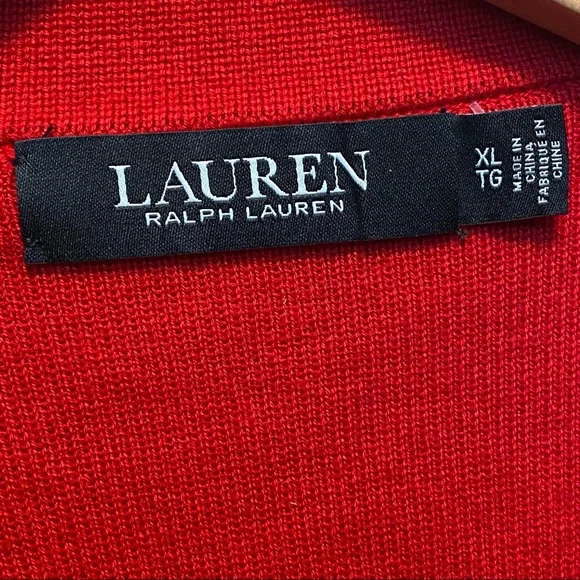 LAUREN
RALPH LAUREN
XL
TG
MADE IN
CHINA
FABRIQUE EN
CHINE